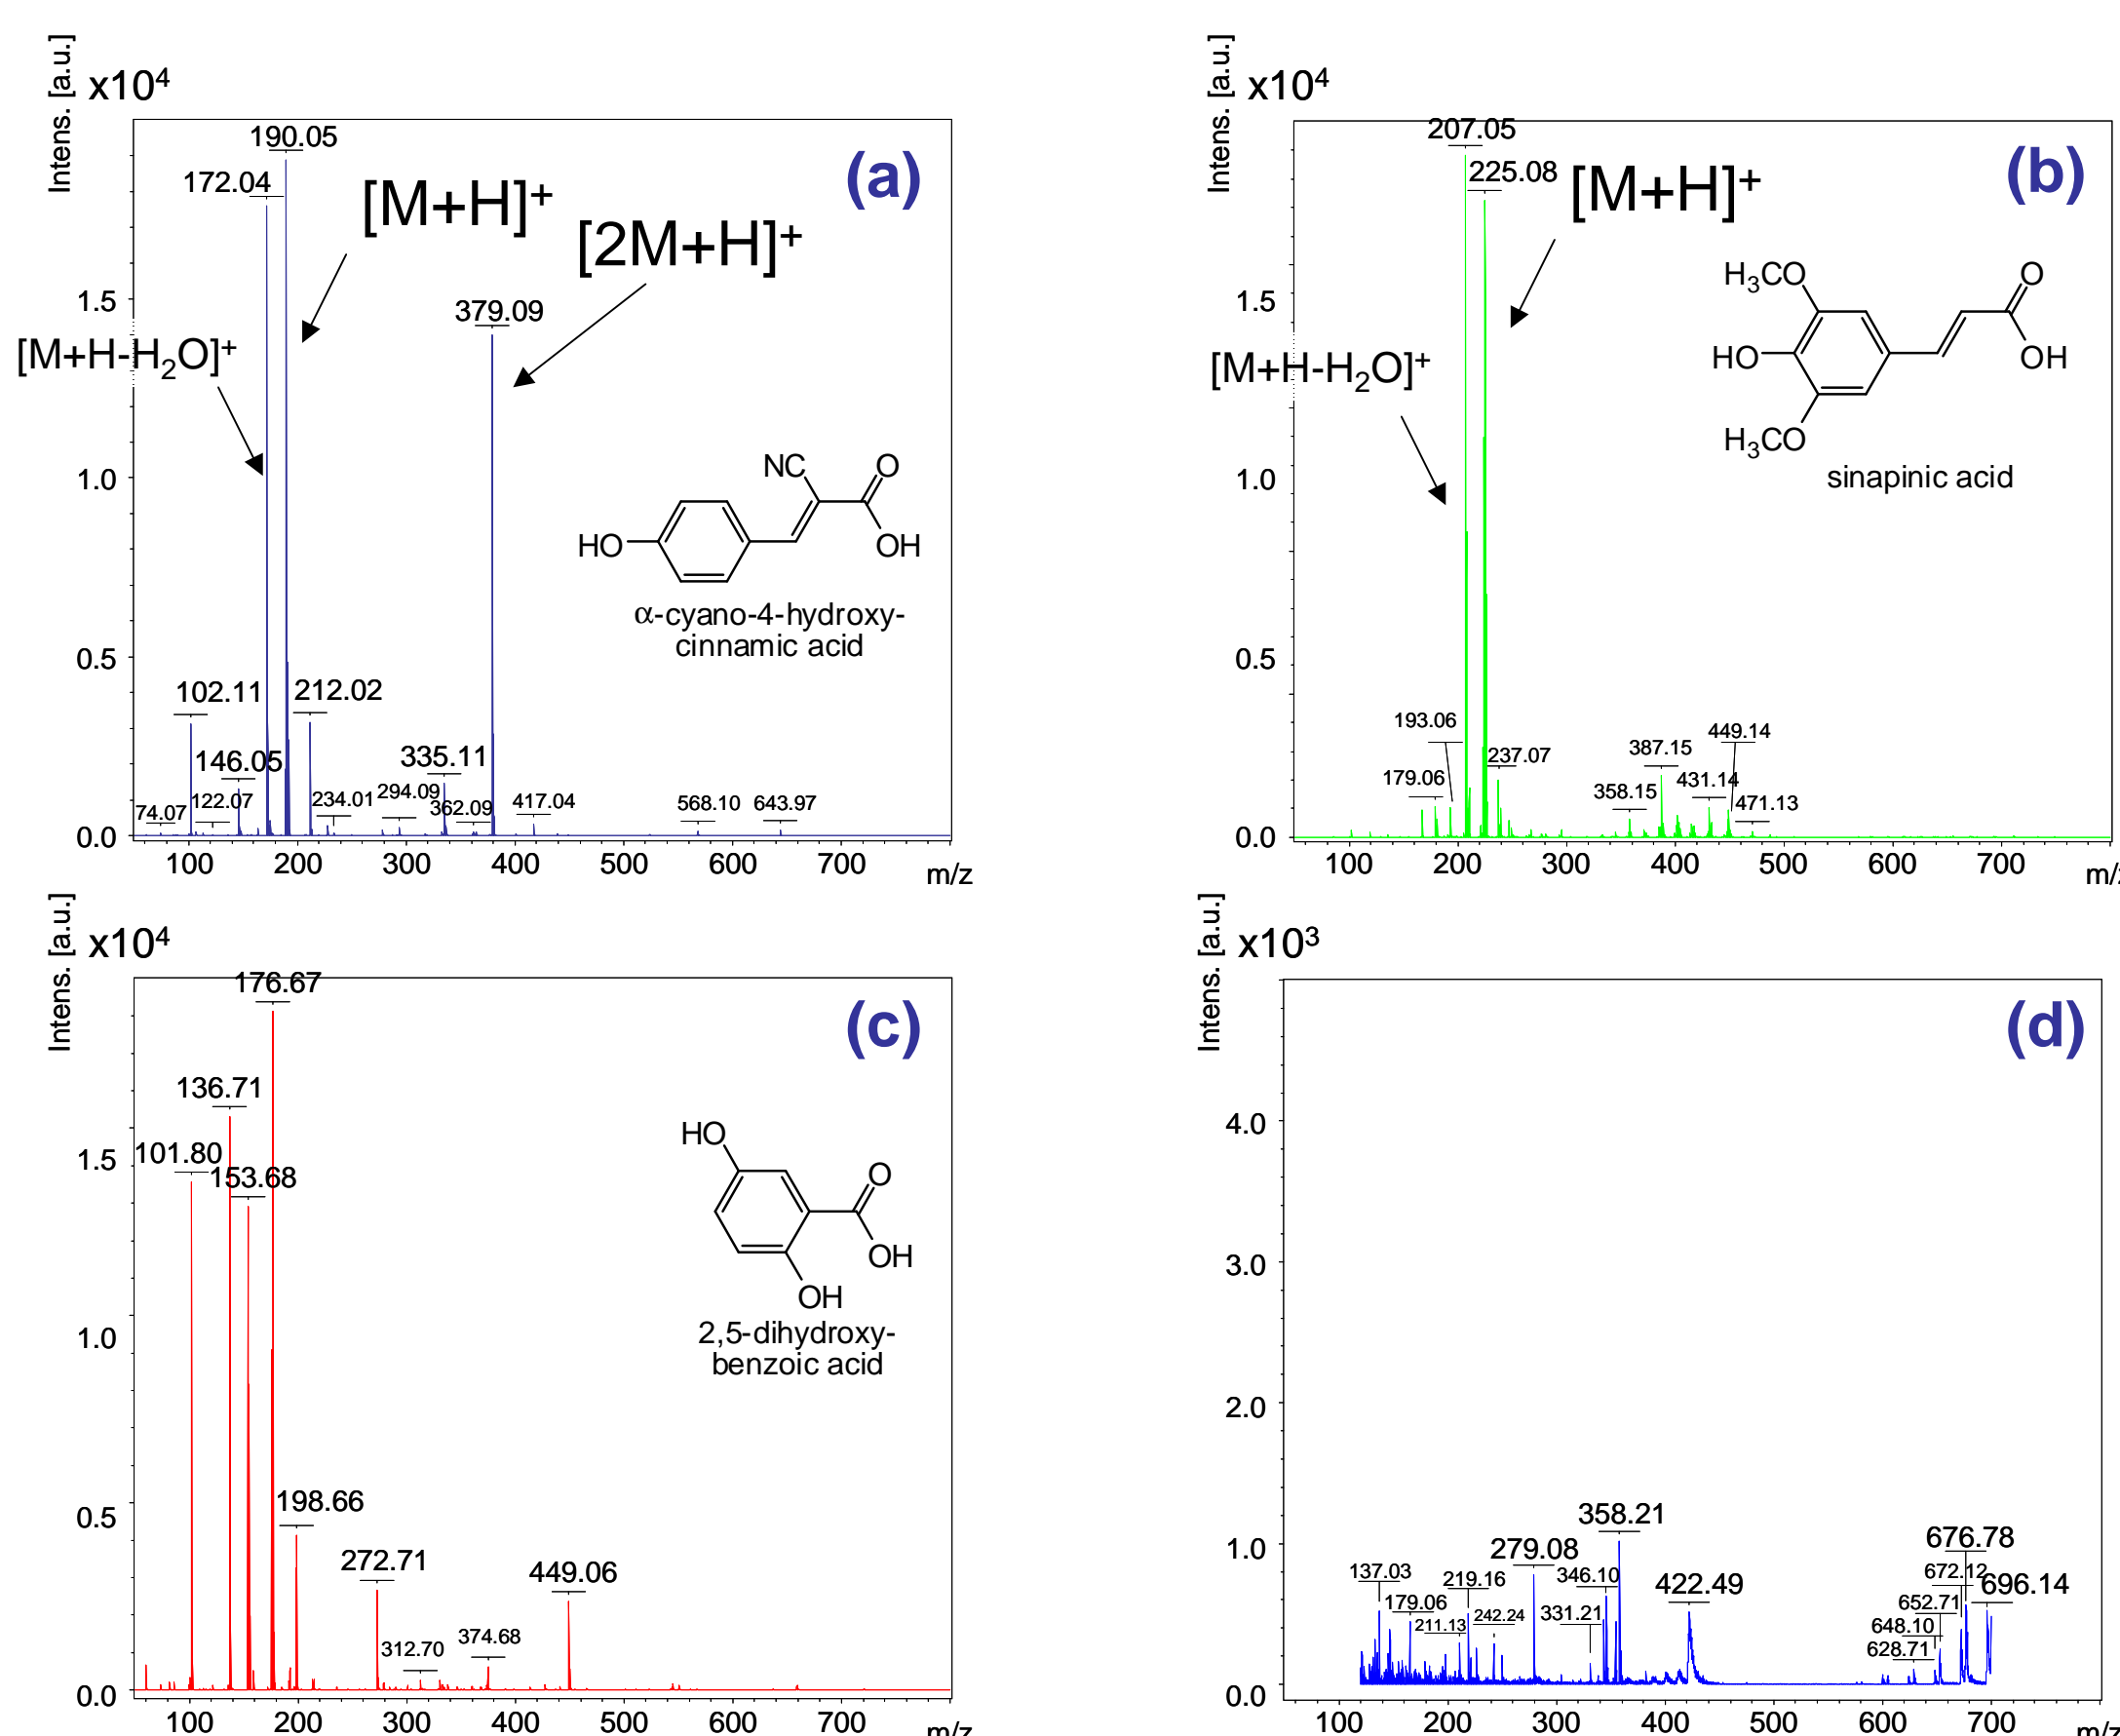 Intens. [a.u.]
x10⁴
(a)
190.05
172.04
[M+H]⁺
[2M+H]⁺
379.09
[M+H-H₂O]⁺
1.5
1.0
0.5
0.0
102.11
212.02
146.05
335.11
74.07
122.07
234.01
294.09
362.09
417.04
568.10
643.97
NC
O
HO
OH
α-cyano-4-hydroxy-
cinnamic acid
100 200 300 400 500 600 700
m/z
Intens. [a.u.]
x10⁴
(b)
207.05
225.08
[M+H]⁺
[M+H-H₂O]⁺
1.5
1.0
0.5
0.0
H₃CO
O
HO
OH
H₃CO
sinapinic acid
193.06
179.06
237.07
358.15
387.15
431.14
449.14
471.13
100 200 300 400 500 600 700
m/z
Intens. [a.u.]
x10⁴
(c)
176.67
136.71
101.80
153.68
1.5
1.0
0.5
0.0
198.66
272.71
312.70
374.68
449.06
HO
O
OH
OH
2,5-dihydroxy-
benzoic acid
100 200 300 400 500 600 700
m/z
Intens. [a.u.]
x10³
(d)
4.0
3.0
2.0
1.0
0.0
137.03
179.06
211.13
219.16
242.24
279.08
331.21
346.10
358.21
422.49
628.71
648.10
652.71
672.12
676.78
696.14
100 200 300 400 500 600 700
m/z